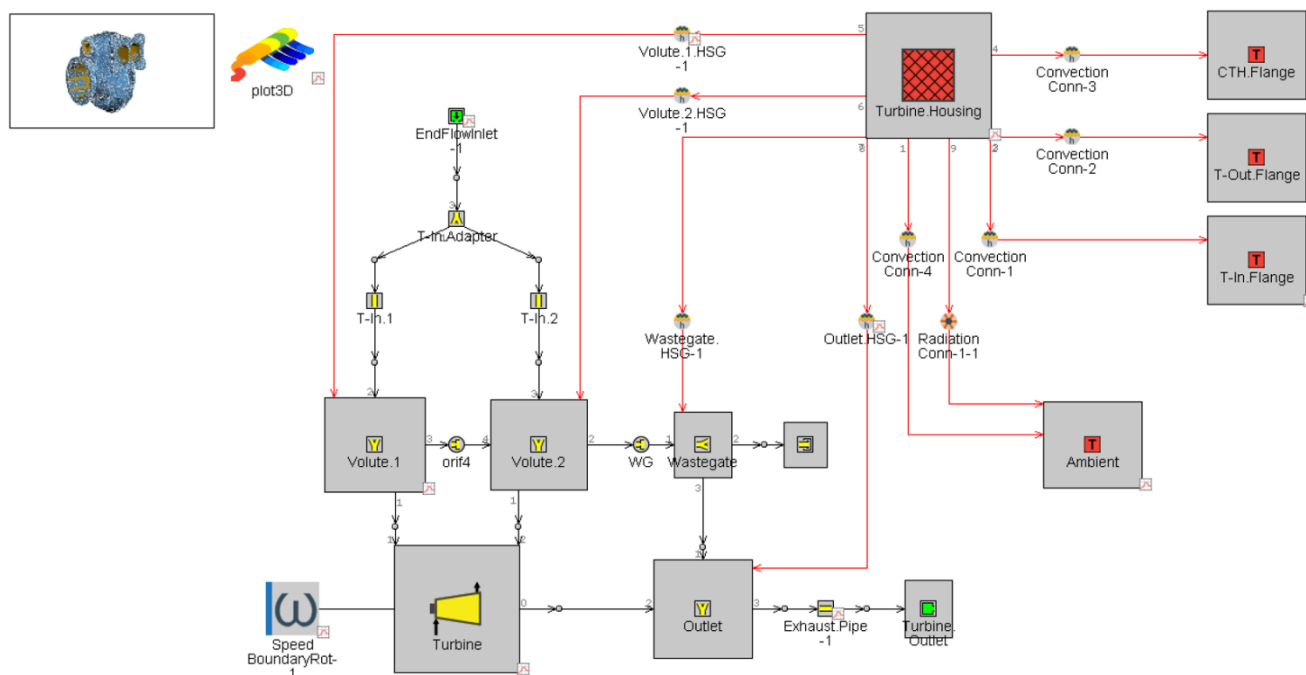 5
Volute.1.HSG
-1
plot3D
Volute.2.HSG
-1
6
Turbine.Housing
4
Convection
Conn-3
T
CTH.Flange
EndFlowInlet
-1
1
9
Convection
Conn-2
T
T-Out.Flange
3
T-In.Adapter
Convection
Conn-4
Convection
Conn-1
T
T-In.Flange
T-In.1
T-In.2
Wastegate.
HSG-1
Outlet.HSG-1
Radiation
Conn-1-1
2
3
Volute.1
3
orif4
4
Volute.2
2
WG
1
Wastegate
2
T
Ambient
1
1
3
1
2
1
ω
Speed
BoundaryRot-
1
Turbine
0
2
Outlet
3
Exhaust.Pipe
-1
Turbine.
Outlet